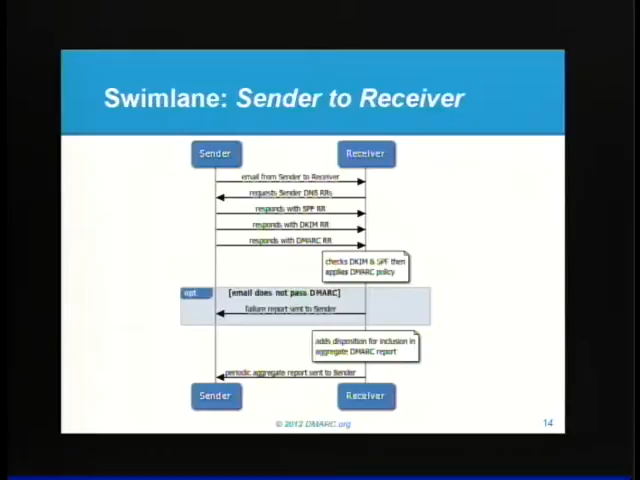 Swimlane: Sender to Receiver
Sender
Receiver
email from Sender to Receiver
requests Sender DNS RRs
responds with SPF RR
responds with DKIM RR
responds with DMARC RR
checks DKIM & SPF then
applies DMARC policy
opt
[email does not pass DMARC]
failure report sent to Sender
adds disposition for inclusion in
aggregate DMARC report
periodic aggregate report sent to Sender
Sender
Receiver
© 2012 DMARC.org
14